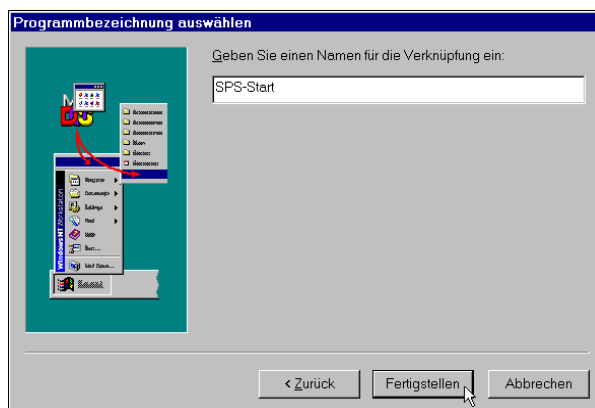 Programmbezeichnung auswählen
Geben Sie einen Namen für die Verknüpfung ein:
SPS-Start
Windows NT Workstation
< Zurück
Fertigstellen
Abbrechen